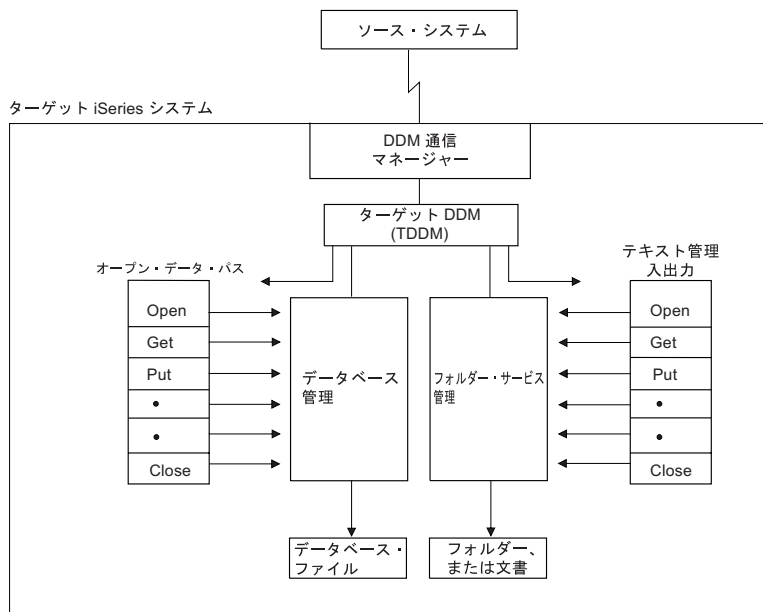 ソース・システム
ターゲット iSeries システム
DDM 通信
マネージャー
ターゲット DDM
(TDDM)
オープン・データ・パス
テキスト管理
入出力
Open
Get
Put
•
•
Close
データベース
管理
フォルダー・サービス
管理
Open
Get
Put
•
•
Close
データベース・
ファイル
フォルダー、
または文書